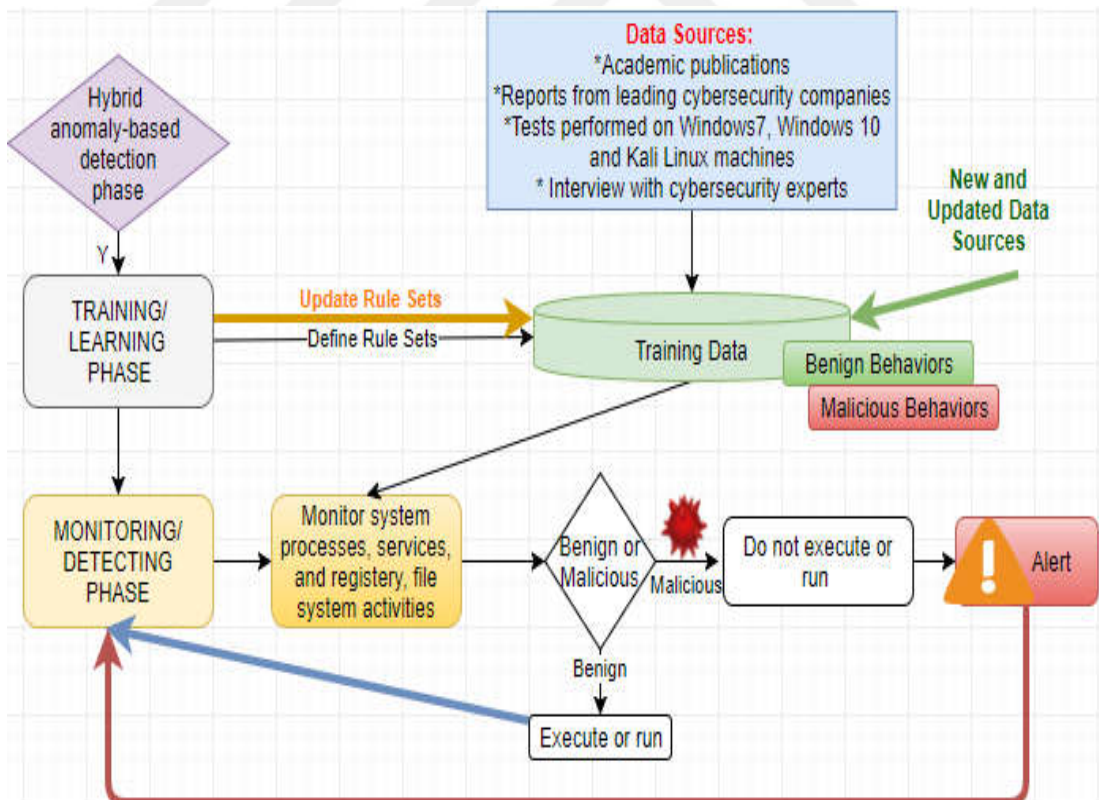 Data Sources:
*Academic publications
*Reports from leading cybersecurity companies
*Tests performed on Windows7, Windows 10
and Kali Linux machines
* Interview with cybersecurity experts
Hybrid
anomaly-based
detection
phase
New and
Updated Data
Sources
Y
TRAINING/
LEARNING
PHASE
Update Rule Sets
Define Rule Sets
Training Data
Benign Behaviors
Malicious Behaviors
MONITORING/
DETECTING
PHASE
Monitor system
processes, services,
and registery, file
system activities
Benign or
Malicious
Malicious
Do not execute or
run
Alert
Benign
Execute or run